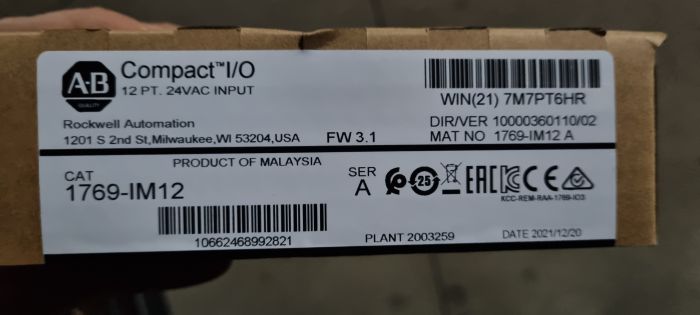 A-B
QUALITY
Compact™I/O
12 PT. 24VAC INPUT
Rockwell Automation
1201 S 2nd St,Milwaukee,WI 53204,USA
FW 3.1
WIN(21) 7M7PT6HR
DIR/VER 10000360110/02
MAT NO 1769-IM12 A
PRODUCT OF MALAYSIA
CAT
1769-IM12
10662468992821
SER
A
25
EAC
CE
KCC-REM-RAA-1769-IO3
PLANT 2003259
DATE 2021/12/20